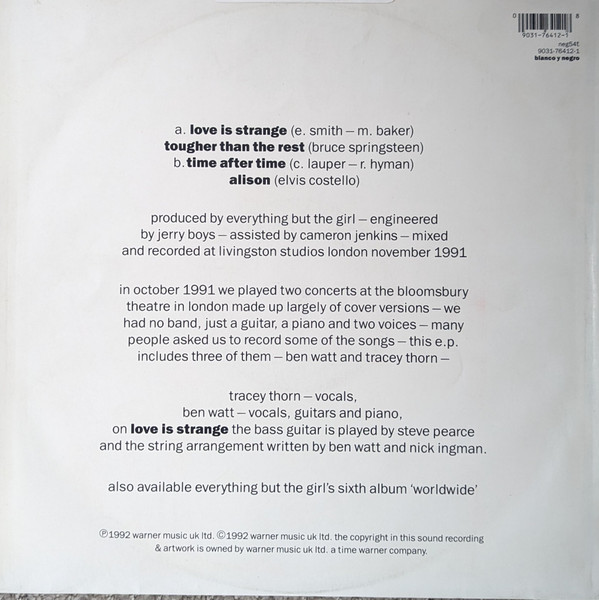 0 8
9031-76412-1
neg54t
9031-76412-1
blanco y negro
a. love is strange (e. smith – m. baker)
tougher than the rest (bruce springsteen)
b. time after time (c. lauper – r. hyman)
alison (elvis costello)
produced by everything but the girl – engineered
by jerry boys – assisted by cameron jenkins – mixed
and recorded at livingston studios london november 1991
in october 1991 we played two concerts at the bloomsbury
theatre in london made up largely of cover versions – we
had no band, just a guitar, a piano and two voices – many
people asked us to record some of the songs – this e.p.
includes three of them – ben watt and tracey thorn –
tracey thorn – vocals,
ben watt – vocals, guitars and piano,
on love is strange the bass guitar is played by steve pearce
and the string arrangement written by ben watt and nick ingman.
also available everything but the girl's sixth album 'worldwide'
℗1992 warner music uk ltd. ©1992 warner music uk ltd. the copyright in this sound recording
& artwork is owned by warner music uk ltd. a time warner company.